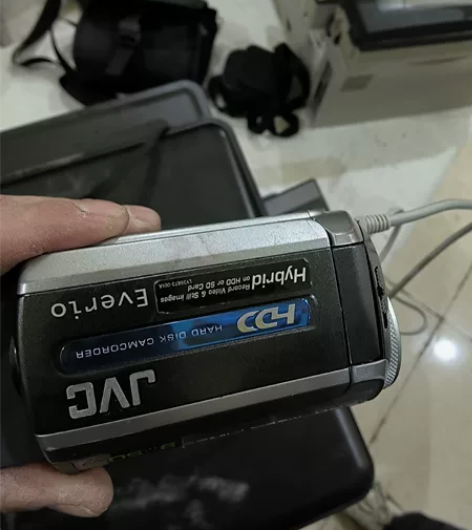 JVC
HDD HARD DISK CAMCORDER
Everio
Hybrid
Record Video & Still Images
on HDD or SD Card